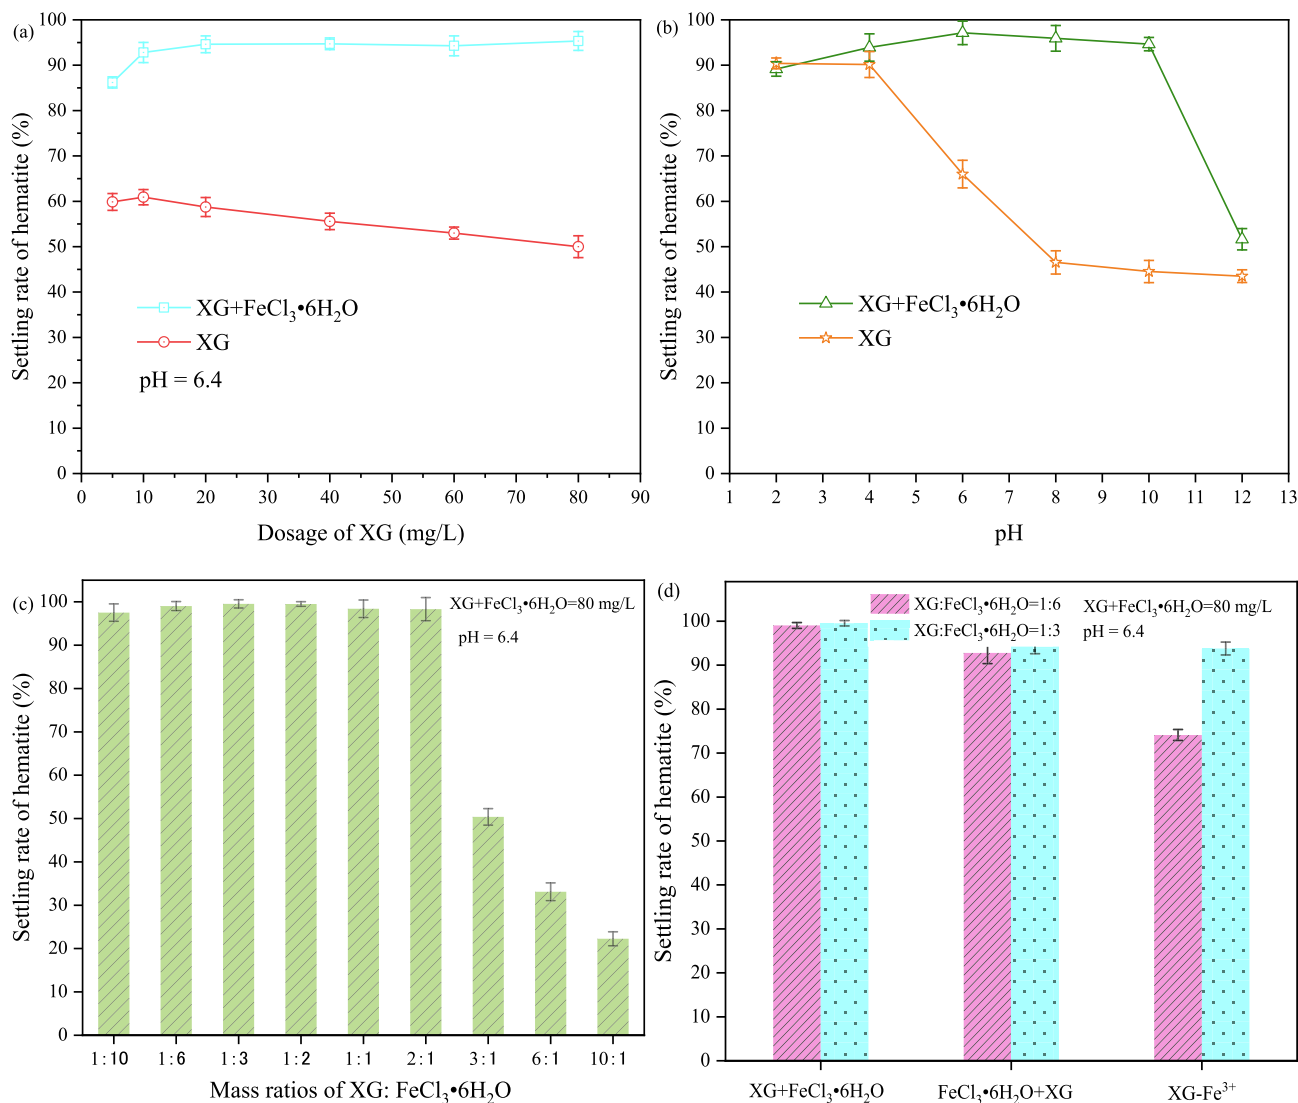 (a)
Settling rate of hematite (%)
100
90
80
70
60
50
40
30
20
10
0
XG+FeCl₃•6H₂O
XG
pH = 6.4
0 10 20 30 40 50 60 70 80 90
Dosage of XG (mg/L)
(b)
Settling rate of hematite (%)
100
90
80
70
60
50
40
30
20
10
0
XG+FeCl₃•6H₂O
XG
1 2 3 4 5 6 7 8 9 10 11 12 13
pH
(c)
Settling rate of hematite (%)
100
90
80
70
60
50
40
30
20
10
0
XG+FeCl₃•6H₂O=80 mg/L
pH = 6.4
1:10 1:6 1:3 1:2 1:1 2:1 3:1 6:1 10:1
Mass ratios of XG: FeCl₃•6H₂O
(d)
Settling rate of hematite (%)
100
90
80
70
60
50
40
30
20
10
0
XG:FeCl₃•6H₂O=1:6
XG:FeCl₃•6H₂O=1:3
XG+FeCl₃•6H₂O=80 mg/L
pH = 6.4
XG+FeCl₃•6H₂O FeCl₃•6H₂O+XG XG-Fe³⁺